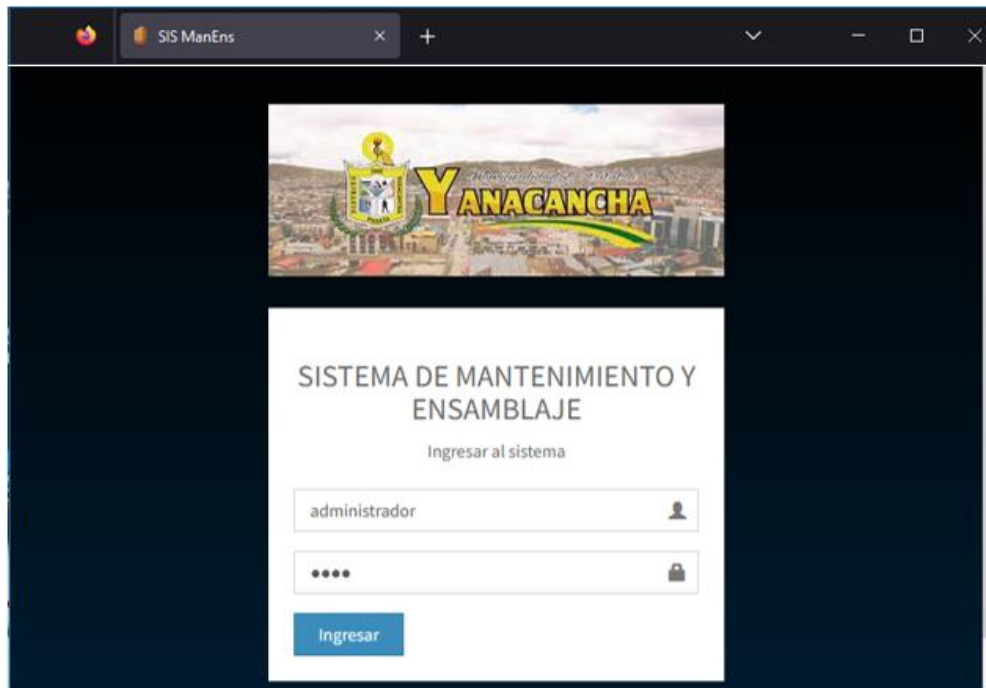 SIS ManEns
YANACANCHA
SISTEMA DE MANTENIMIENTO Y
ENSAMBLAJE
Ingresar al sistema
administrador
••••
Ingresar